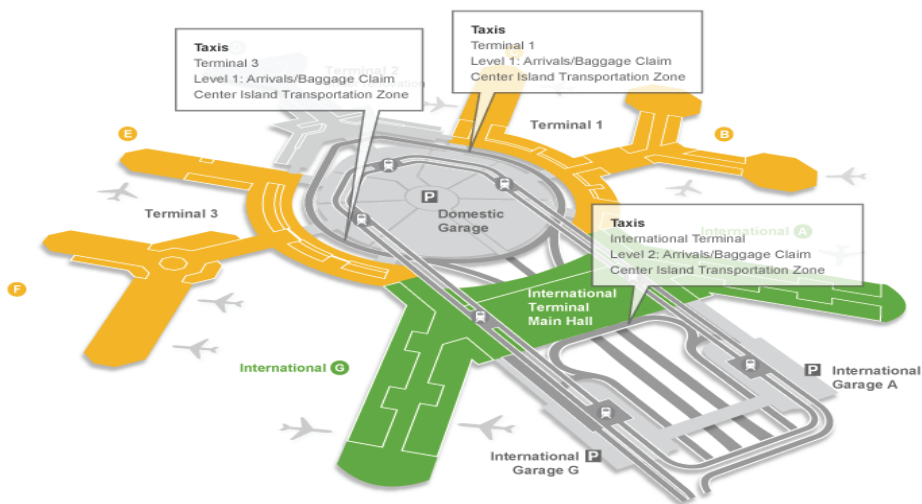 Taxis
Terminal 3
Level 1: Arrivals/Baggage Claim
Center Island Transportation Zone
Taxis
Terminal 1
Level 1: Arrivals/Baggage Claim
Center Island Transportation Zone
Terminal 2
Terminal 1
E
B
P
Domestic
Garage
Terminal 3
Taxis
International Terminal
Level 2: Arrivals/Baggage Claim
Center Island Transportation Zone
International A
F
International
Terminal
Main Hall
International G
P
International
Garage A
International P
Garage G